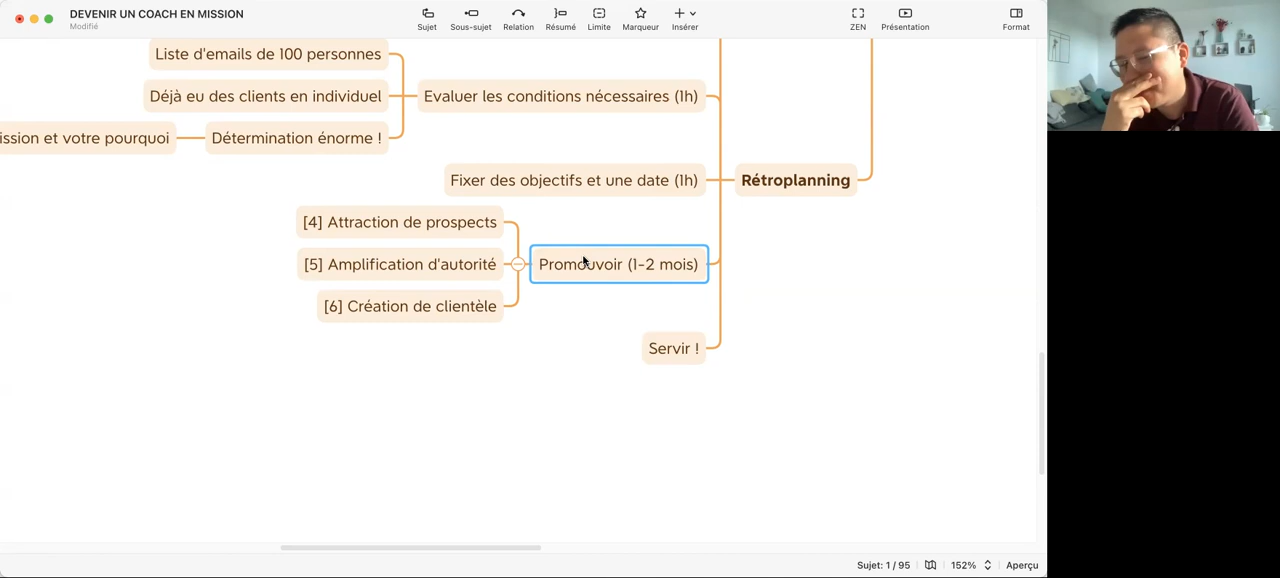 DEVENIR UN COACH EN MISSION
Modifié
Sujet
Sous-sujet
Relation
Résumé
Limite
Marqueur
Insérer
ZEN
Présentation
Format
Liste d'emails de 100 personnes
Déjà eu des clients en individuel
Evaluer les conditions nécessaires (1h)
ission et votre pourquoi
Détermination énorme !
Fixer des objectifs et une date (1h)
Rétroplanning
[4] Attraction de prospects
[5] Amplification d'autorité
Promouvoir (1-2 mois)
[6] Création de clientèle
Servir !
Sujet: 1 / 95
152%
Aperçu